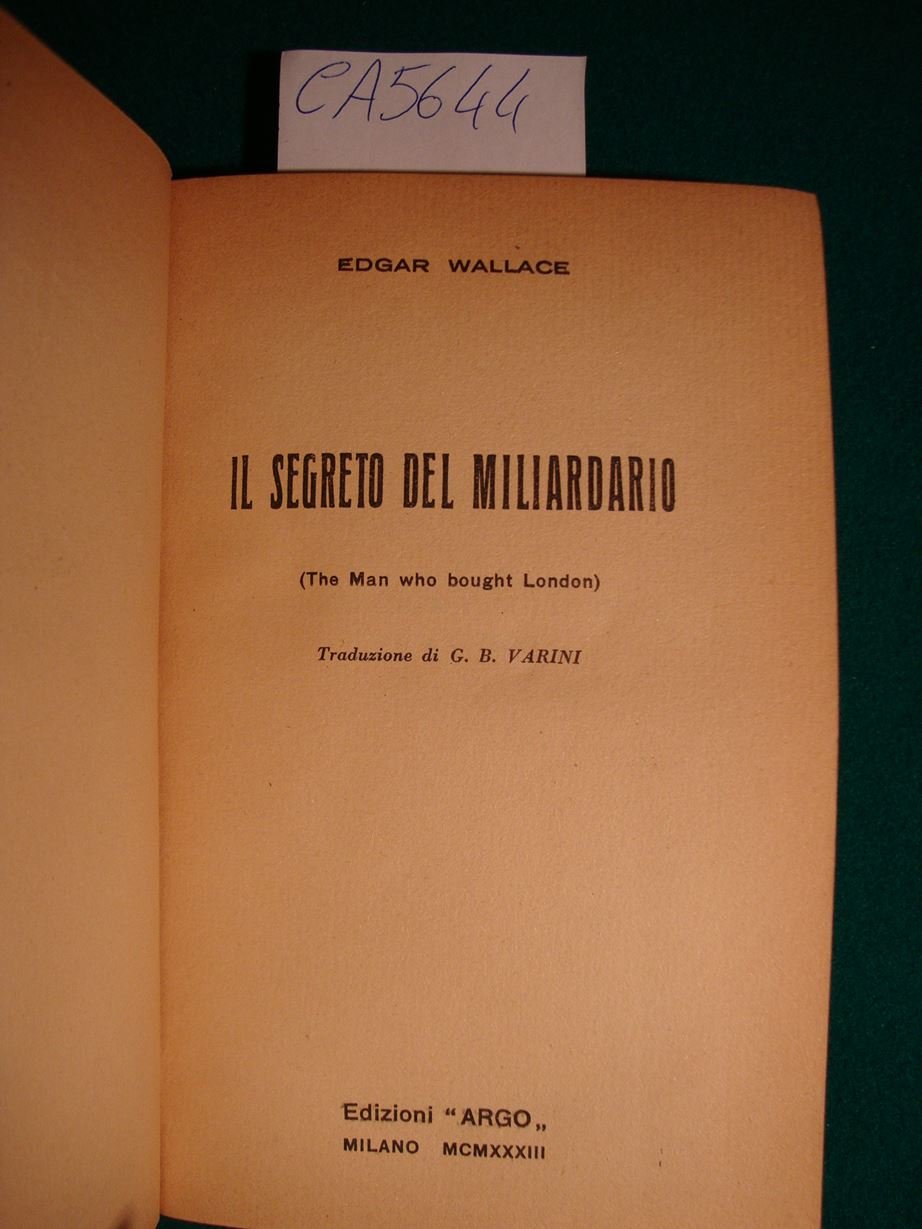 CA5644
EDGAR WALLACE
IL SEGRETO DEL MILIARDARIO
(The Man who bought London)
Traduzione di G. B. VARINI
Edizioni “ARGO„
MILANO MCMXXXIII